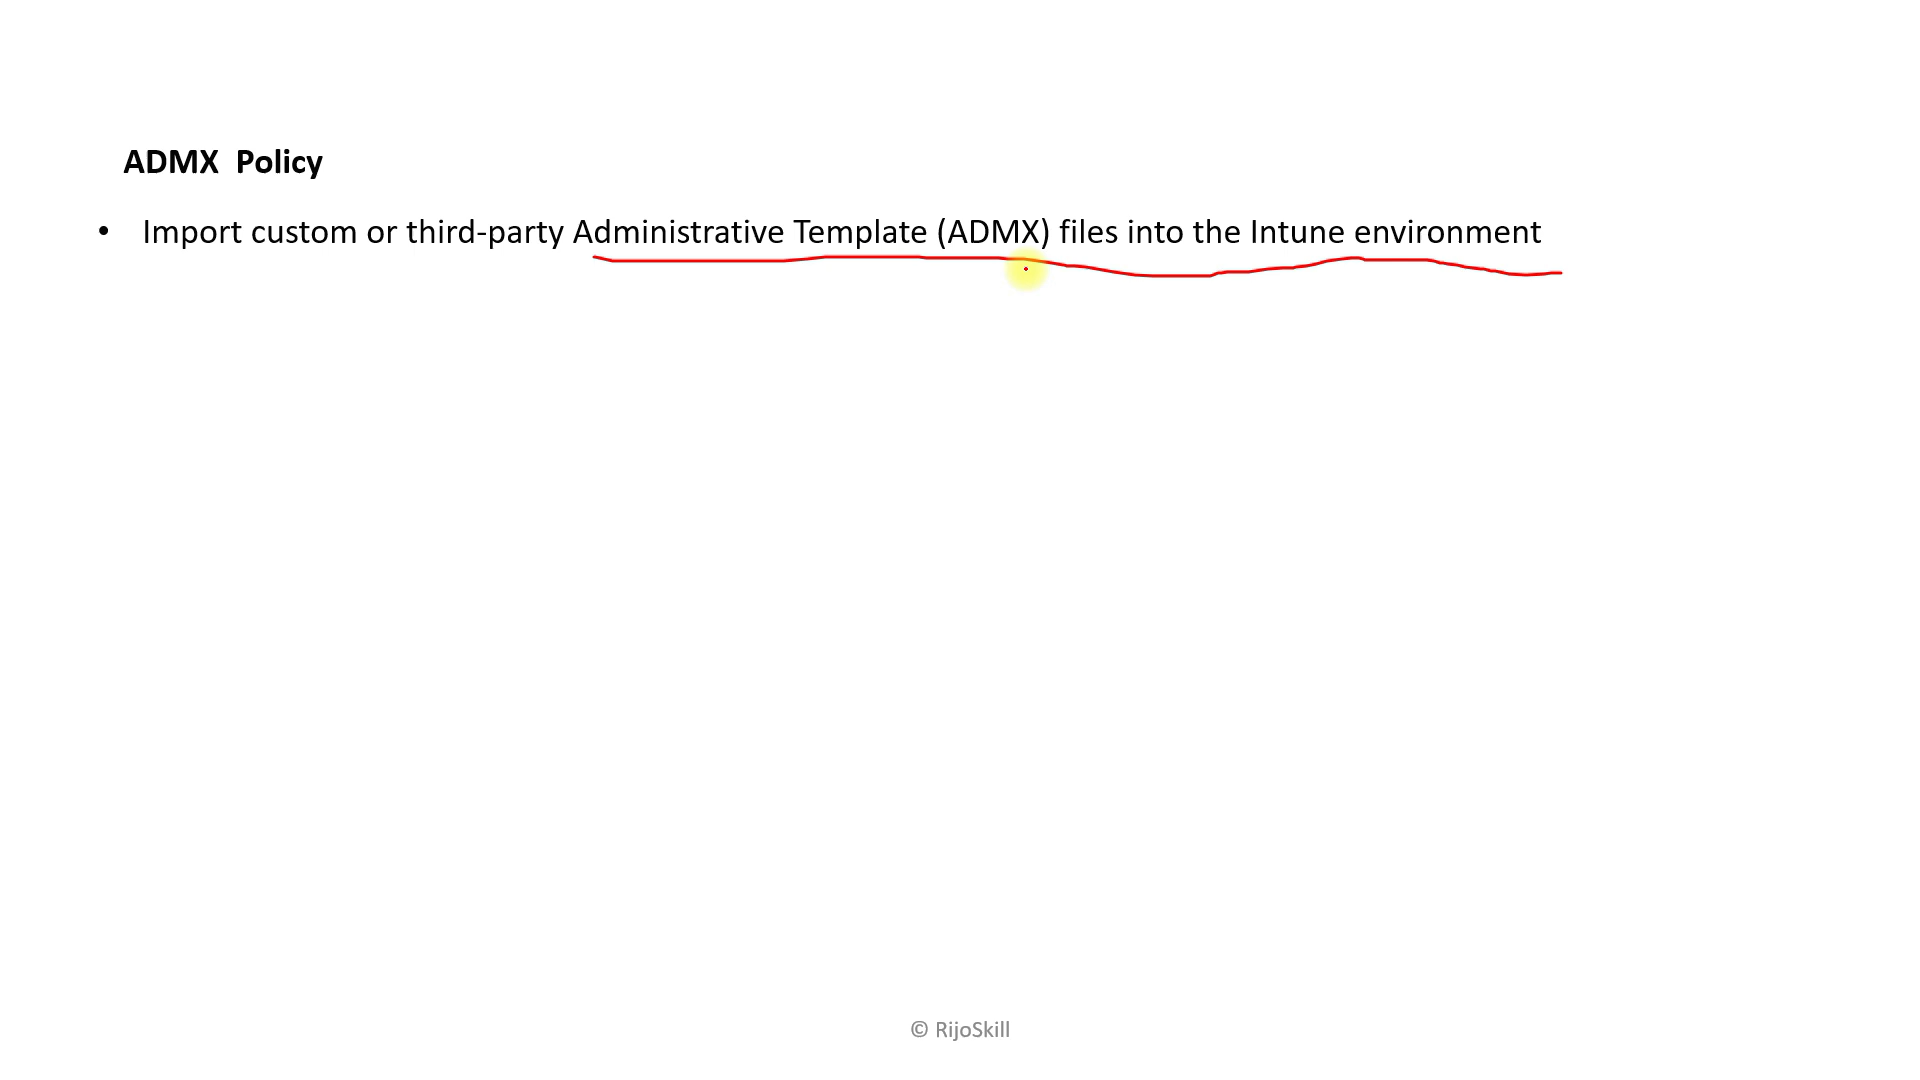 ADMX  Policy
• Import custom or third-party Administrative Template (ADMX) files into the Intune environment
© RijoSkill